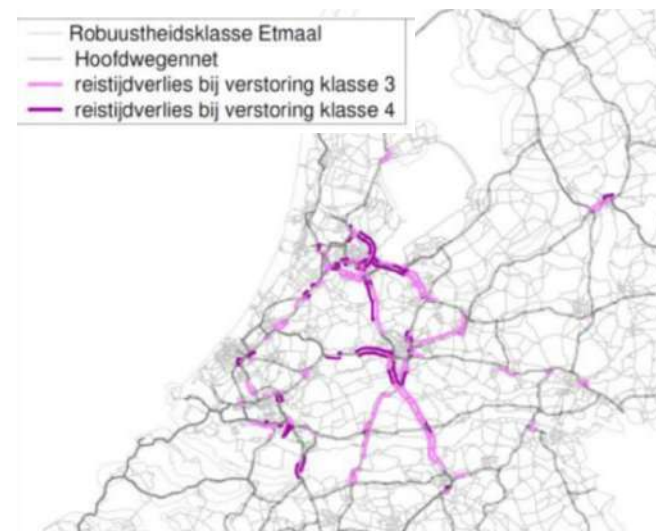 Robuustheidsklasse Etmaal
Hoofdwegennet
reistijdverlies bij verstoring klasse 3
reistijdverlies bij verstoring klasse 4